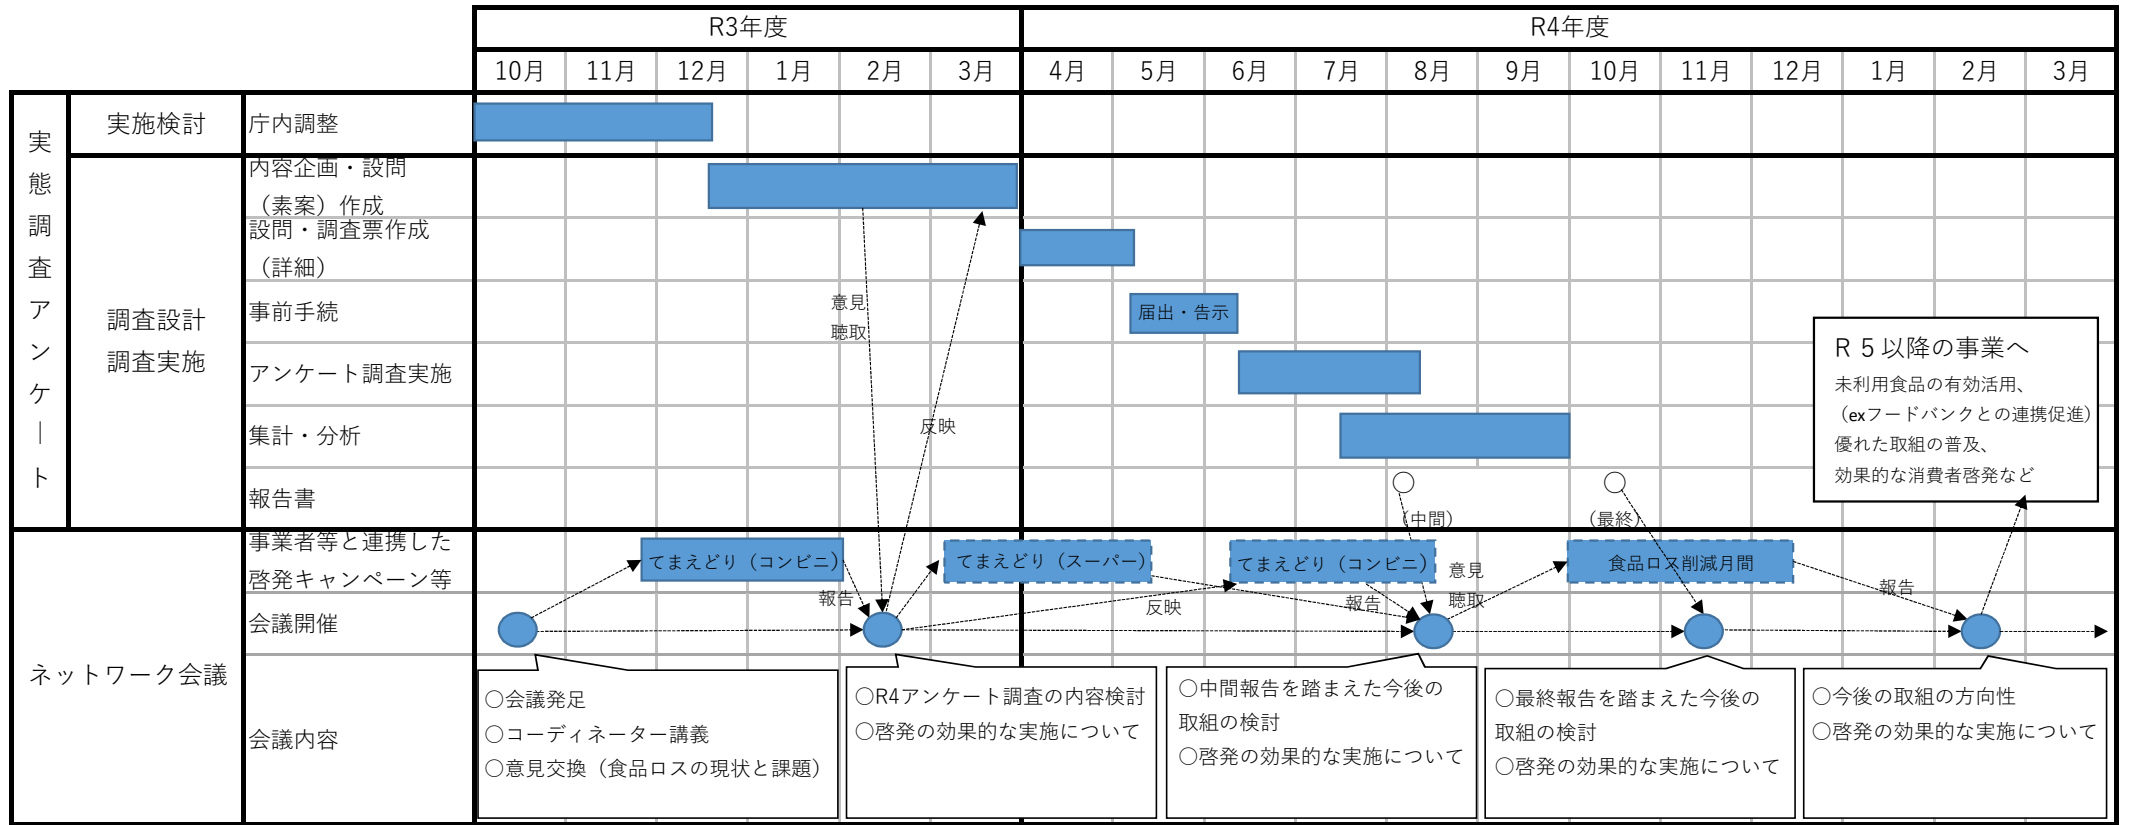 R3年度
R4年度
10月
11月
12月
1月
2月
3月
4月
5月
6月
7月
8月
9月
10月
11月
12月
1月
2月
3月
実態調査アンケート
実施検討
庁内調整
調査設計
調査実施
内容企画・設問
（素案）作成
設問・調査票作成
（詳細）
事前手続
届出・告示
アンケート調査実施
集計・分析
報告書
意見
聴取
反映
（中間）
（最終）
R５以降の事業へ
未利用食品の有効活用、
（exフードバンクとの連携促進）
優れた取組の普及、
効果的な消費者啓発など
ネットワーク会議
事業者等と連携した
啓発キャンペーン等
てまえどり（コンビニ）
てまえどり（スーパー）
てまえどり（コンビニ）
食品ロス削減月間
報告
反映
報告
意見
聴取
報告
会議開催
会議内容
〇会議発足
〇コーディネーター講義
〇意見交換（食品ロスの現状と課題）
〇R4アンケート調査の内容検討
〇啓発の効果的な実施について
〇中間報告を踏まえた今後の
取組の検討
〇啓発の効果的な実施について
〇最終報告を踏まえた今後の
取組の検討
〇啓発の効果的な実施について
〇今後の取組の方向性
〇啓発の効果的な実施について